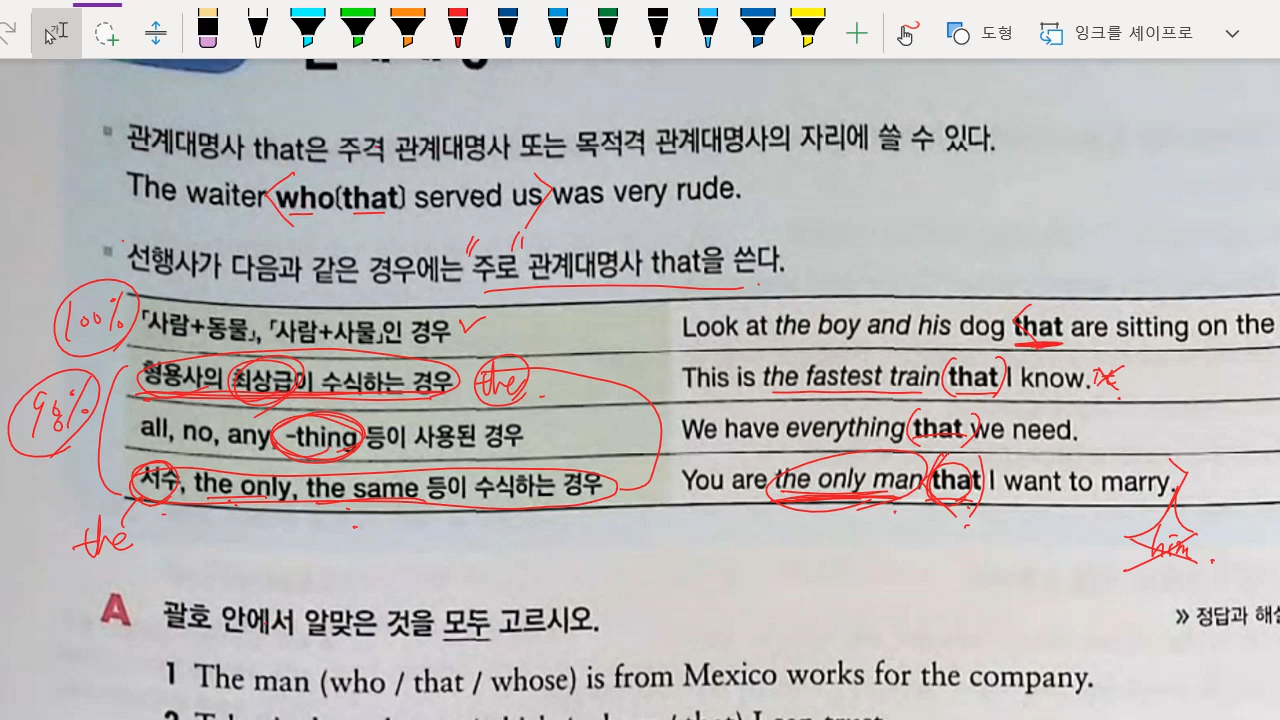 도형
잉크를 셰이프로
관계대명사 that은 주격 관계대명사 또는 목적격 관계대명사의 자리에 쓸 수 있다.
The waiter who(that) served us was very rude.
선행사가 다음과 같은 경우에는 주로 관계대명사 that을 쓴다.
100%
「사람+동물」, 「사람+사물」인 경우
Look at the boy and his dog that are sitting on the
98%
형용사의 최상급이 수식하는 경우
the
This is the fastest train that I know.
all, no, any, -thing 등이 사용된 경우
We have everything that we need.
서수, the only, the same 등이 수식하는 경우
You are the only man that I want to marry.
the
him
A 괄호 안에서 알맞은 것을 모두 고르시오.
» 정답과 해설
1 The man (who / that / whose) is from Mexico works for the company.